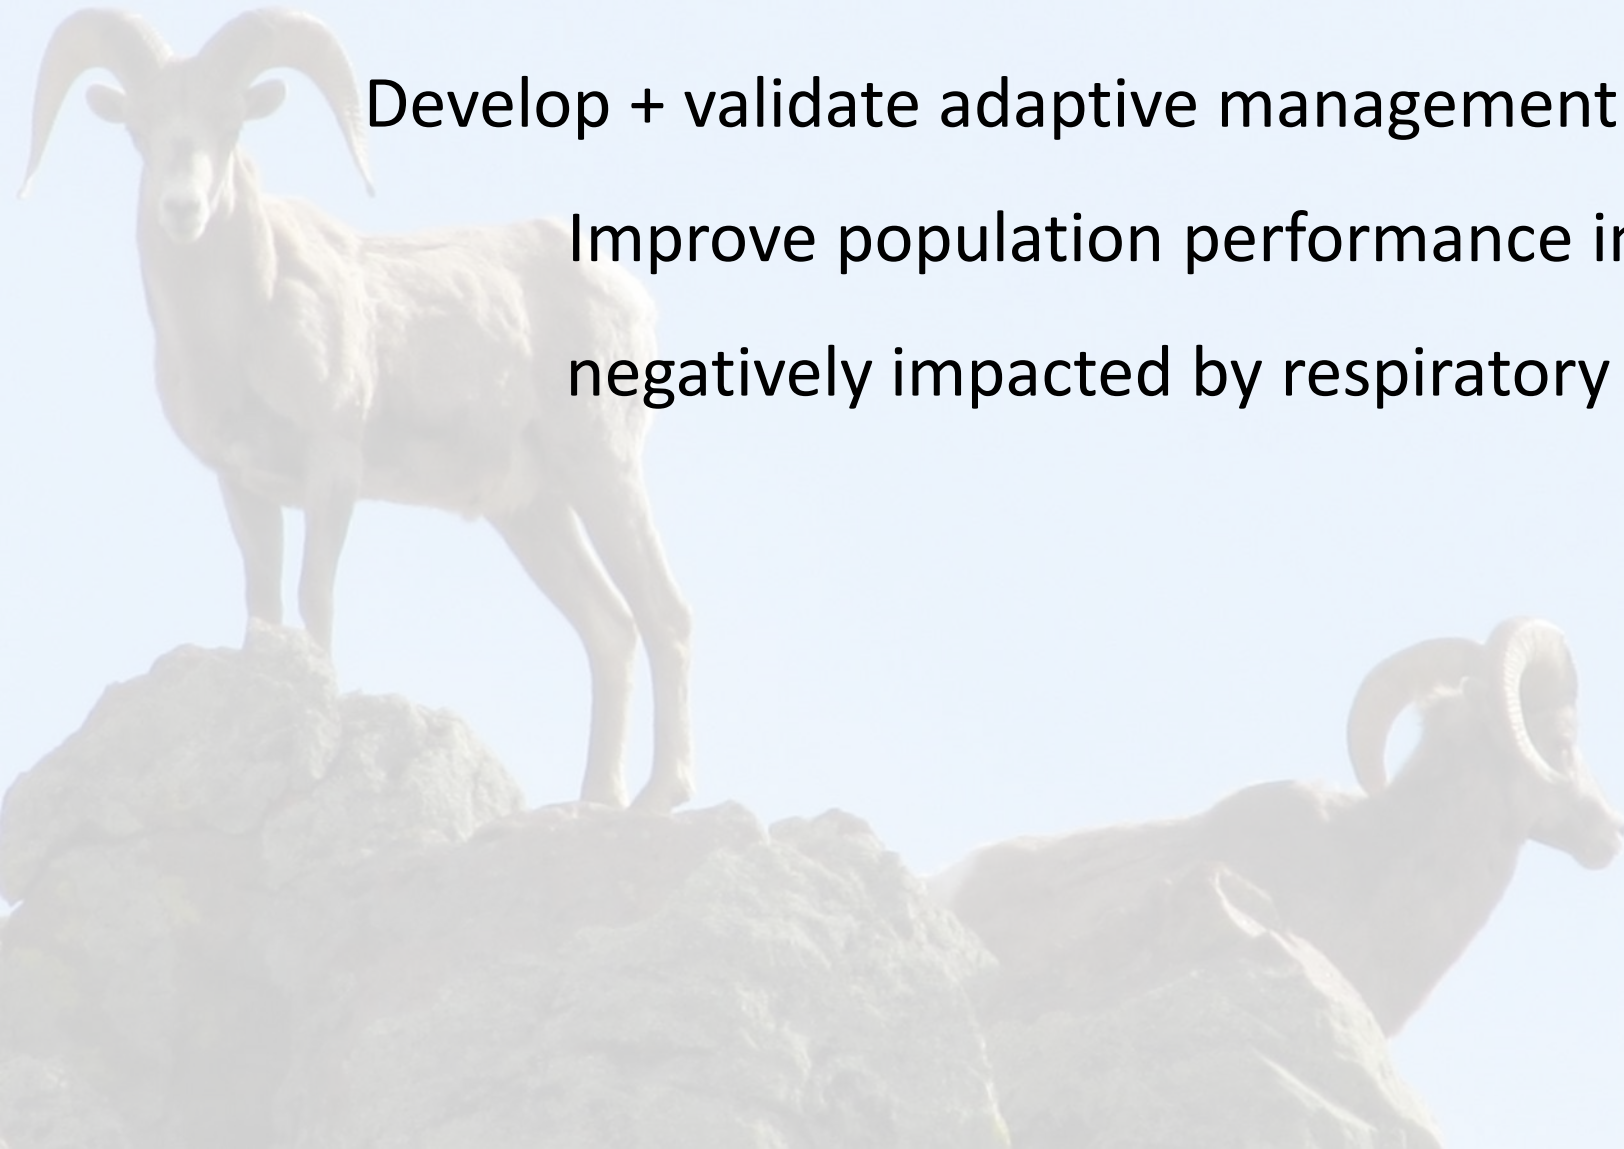 Develop + validate adaptive management
Improve population performance
negatively impacted by respiratory